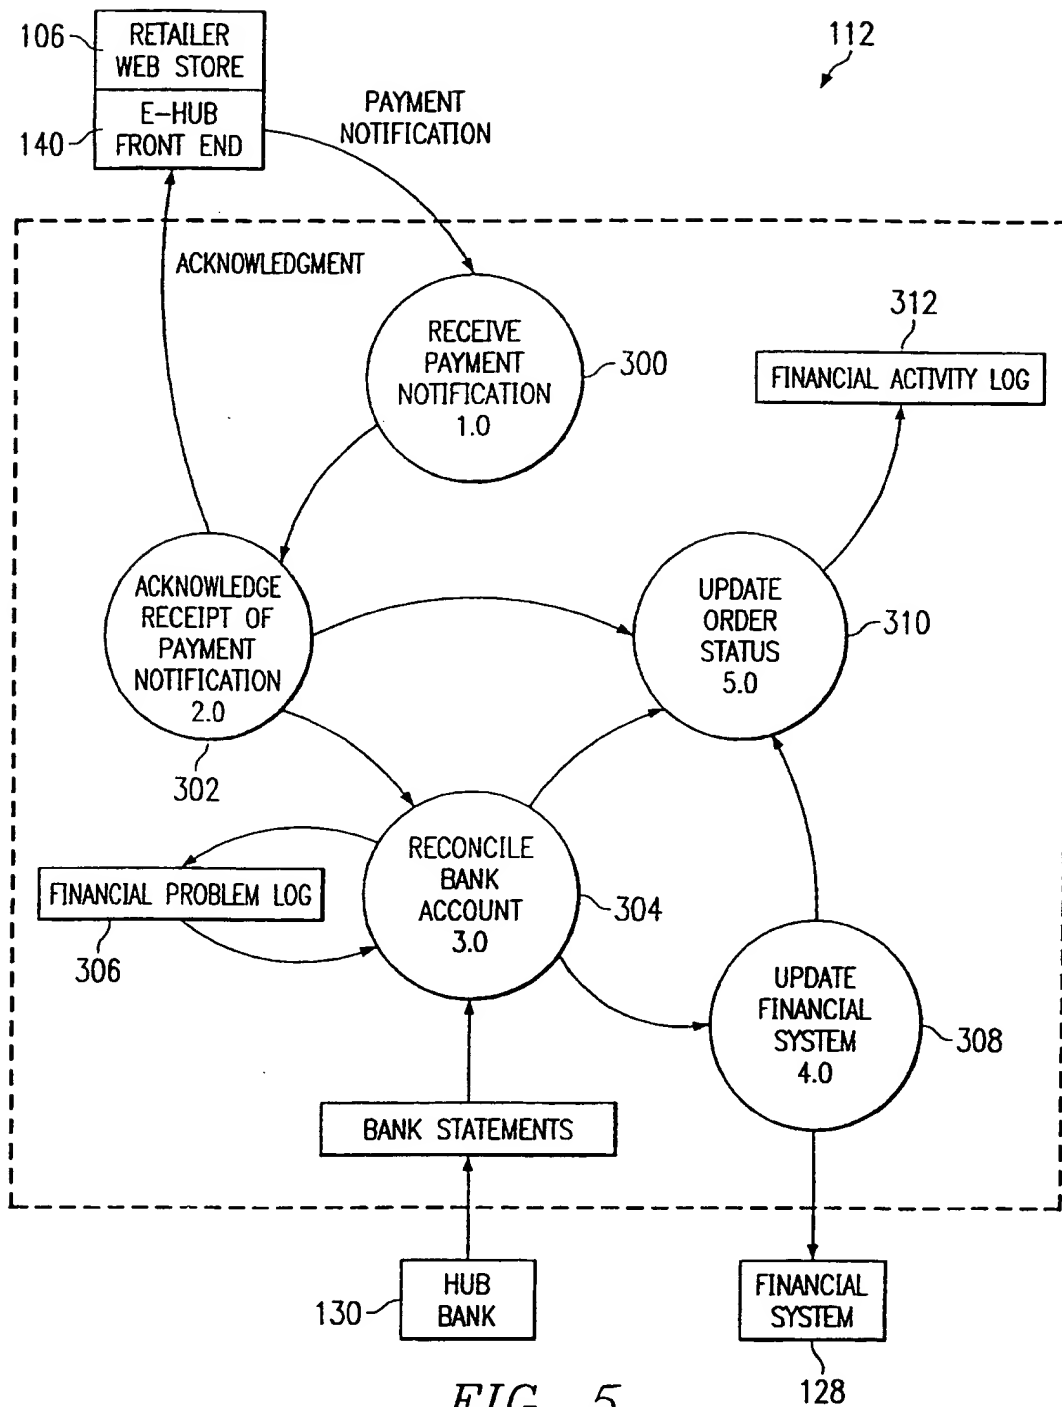 106
RETAILER
WEB STORE
112
140
E-HUB
FRONT END
PAYMENT
NOTIFICATION
ACKNOWLEDGMENT
RECEIVE
PAYMENT
NOTIFICATION
1.0
300
312
FINANCIAL ACTIVITY LOG
ACKNOWLEDGE
RECEIPT OF
PAYMENT
NOTIFICATION
2.0
302
UPDATE
ORDER
STATUS
5.0
310
RECONCILE
BANK
ACCOUNT
3.0
304
FINANCIAL PROBLEM LOG
306
UPDATE
FINANCIAL
SYSTEM
4.0
308
BANK STATEMENTS
130
HUB
BANK
FINANCIAL
SYSTEM
128
FIG. 5